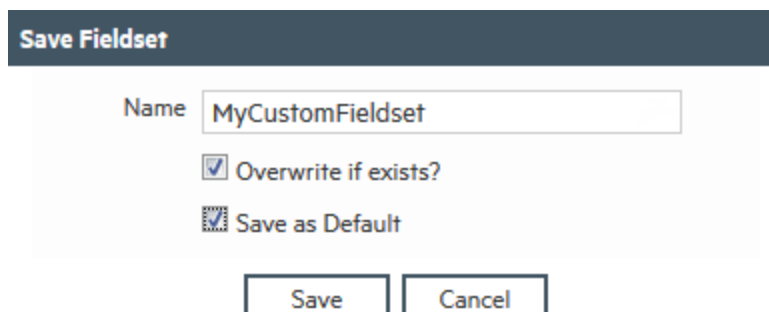 Save Fieldset
Name MyCustomFieldset
Overwrite if exists?
Save as Default
Save Cancel